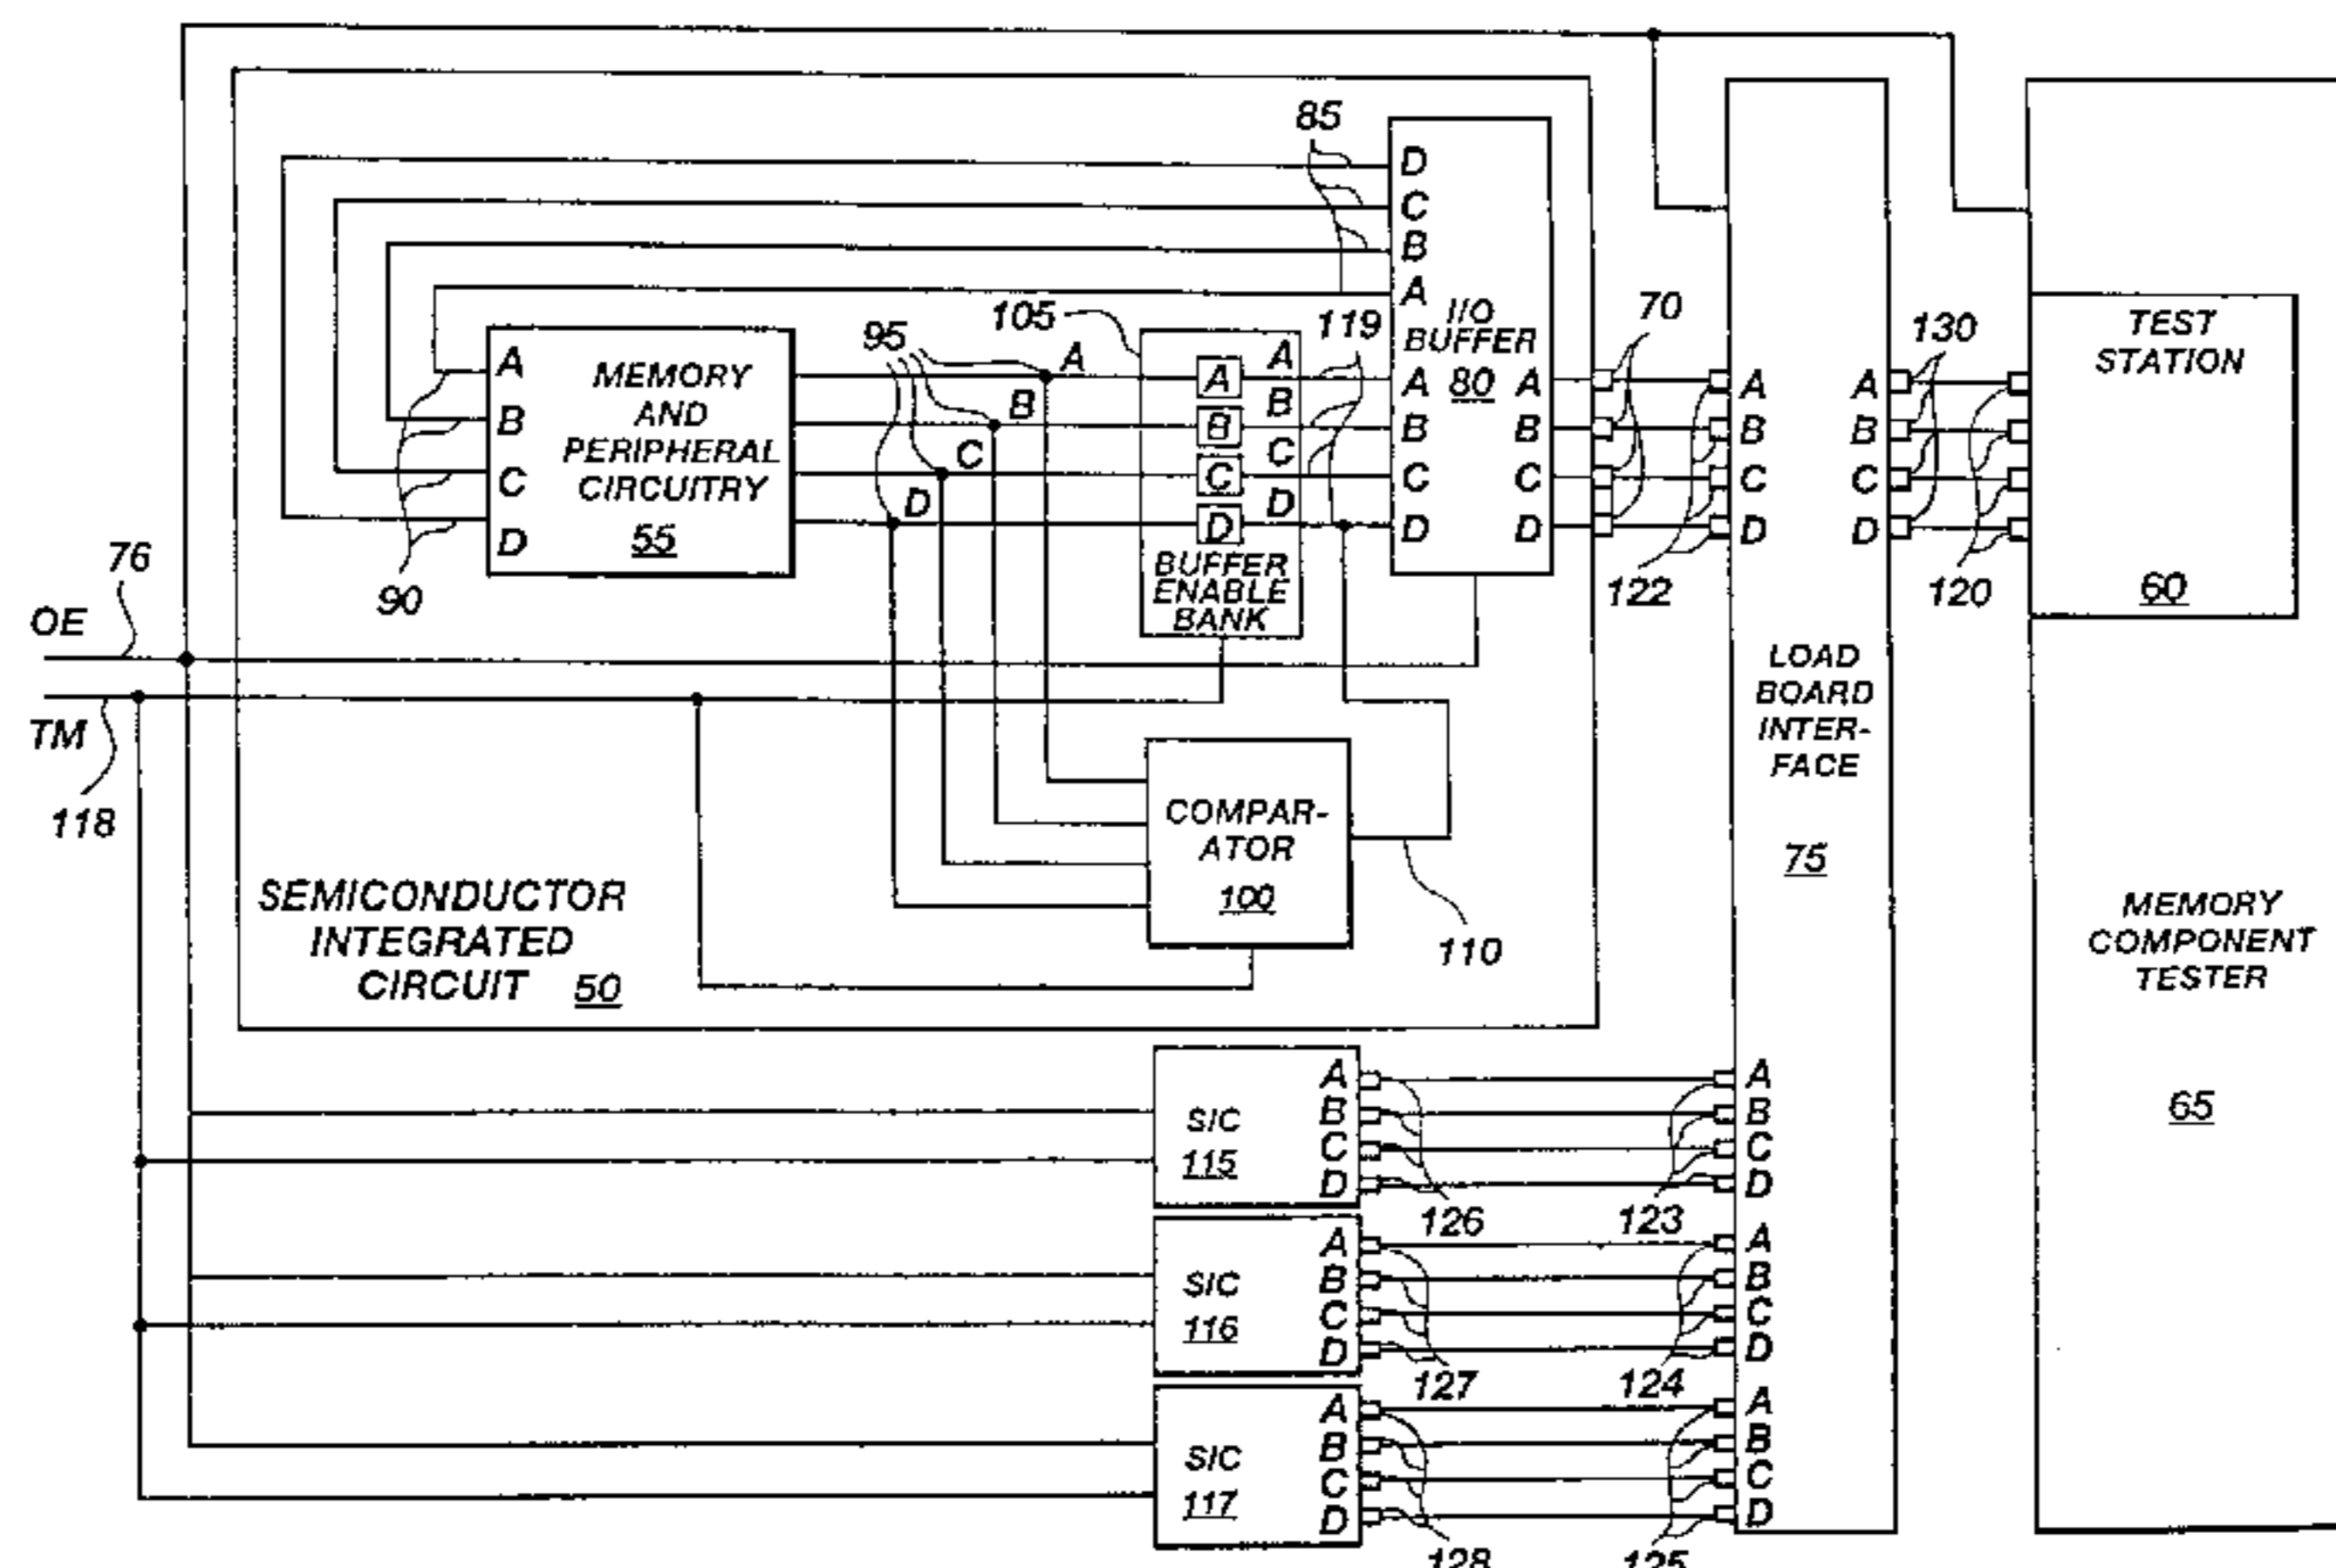 85
D
C
B
A
I/O
BUFFER
80
A
B
C
D
A
B
C
D
119
105
95
A
B
C
D
A
B
C
D
A
B
C
D
BUFFER
ENABLE
BANK
A
B
C
D
MEMORY
AND
PERIPHERAL
CIRCUITRY
55
90
76
OE
TM
118
70
122
A
B
C
D
A
B
C
D
130
120
TEST
STATION
60
LOAD
BOARD
INTER-
FACE
75
COMPAR-
ATOR
100
110
SEMICONDUCTOR
INTEGRATED
CIRCUIT 50
MEMORY
COMPONENT
TESTER
65
S/C
115
A
B
C
D
126
123
A
B
C
D
S/C
116
A
B
C
D
127
124
A
B
C
D
S/C
117
A
B
C
D
128
125
A
B
C
D